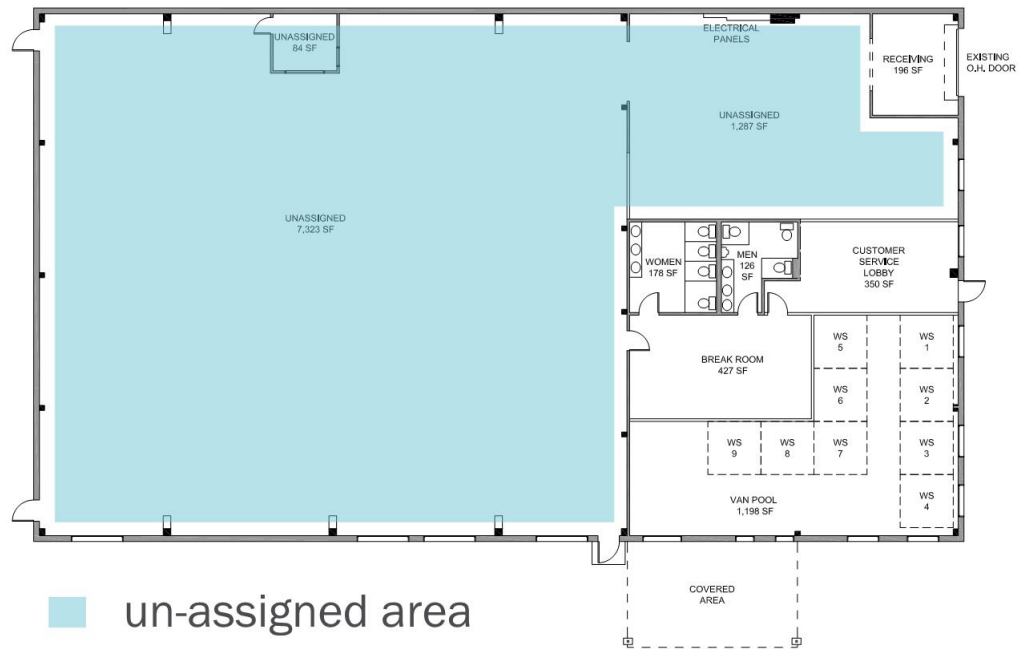 UNASSIGNED
84 SF
ELECTRICAL
PANELS
RECEIVING
196 SF
EXISTING
O.H. DOOR
UNASSIGNED
1,287 SF
UNASSIGNED
7,323 SF
WOMEN
178 SF
MEN
126
SF
CUSTOMER
SERVICE
LOBBY
350 SF
BREAK ROOM
427 SF
WS
5
WS
1
WS
6
WS
2
WS
9
WS
8
WS
7
WS
3
VAN POOL
1,198 SF
WS
4
COVERED
AREA
un-assigned area